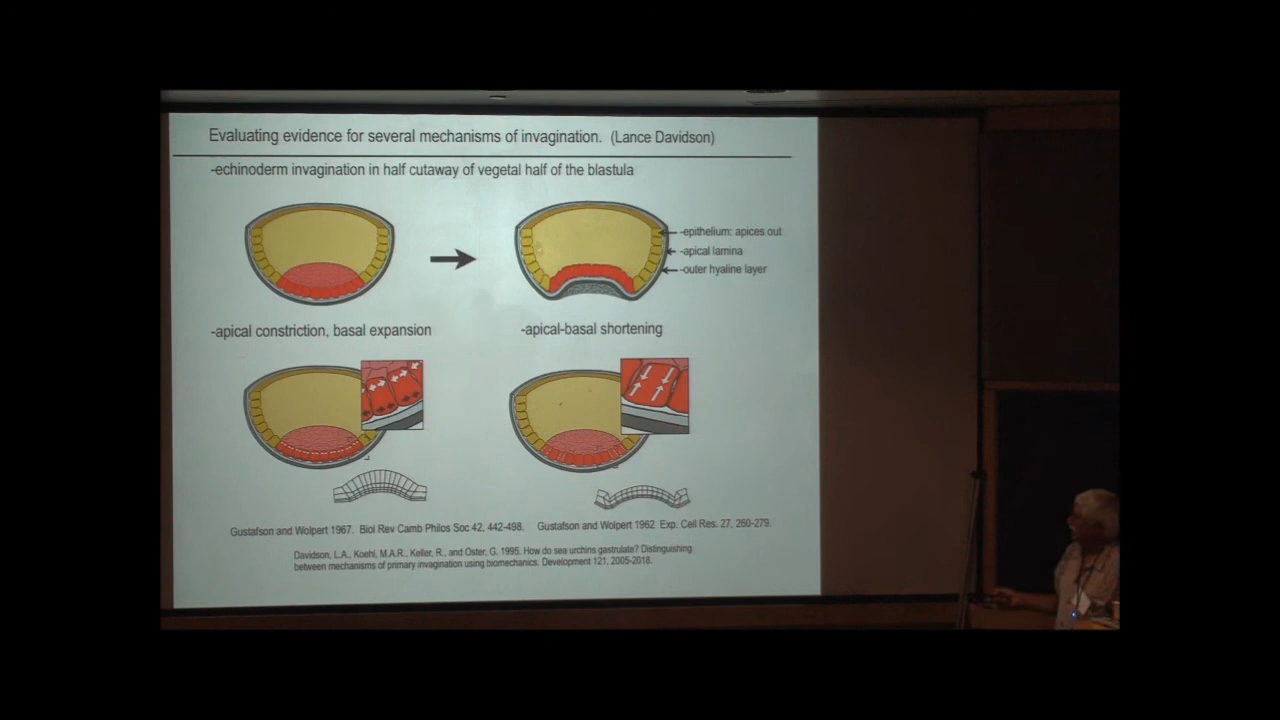 Evaluating evidence for several mechanisms of invagination. (Lance Davidson)
-echinoderm invagination in half cutaway of vegetal half of the blastula
-epithelium: apices out
-apical lamina
-outer hyaline layer
-apical constriction, basal expansion
-apical-basal shortening
Gustafson and Wolpert 1967. Biol Rev Camb Philos Soc 42, 442-498.
Gustafson and Wolpert 1962 Exp. Cell Res. 27, 260-279.
Davidson, L.A., Koehl, M.A.R., Keller, R., and Oster, G. 1995. How do sea urchins gastrulate? Distinguishing
between mechanisms of primary invagination using biomechanics. Development 121, 2005-2018.